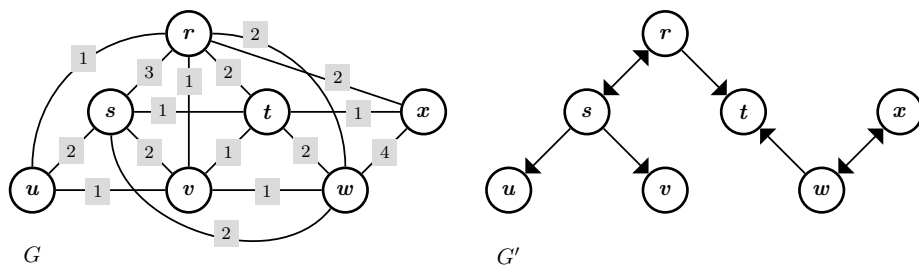 r 2 r
1 3 1 2 2
s 1 t 1 x s t x
2 2 1 2 4
u 1 v 1 w u v w
2
G G′